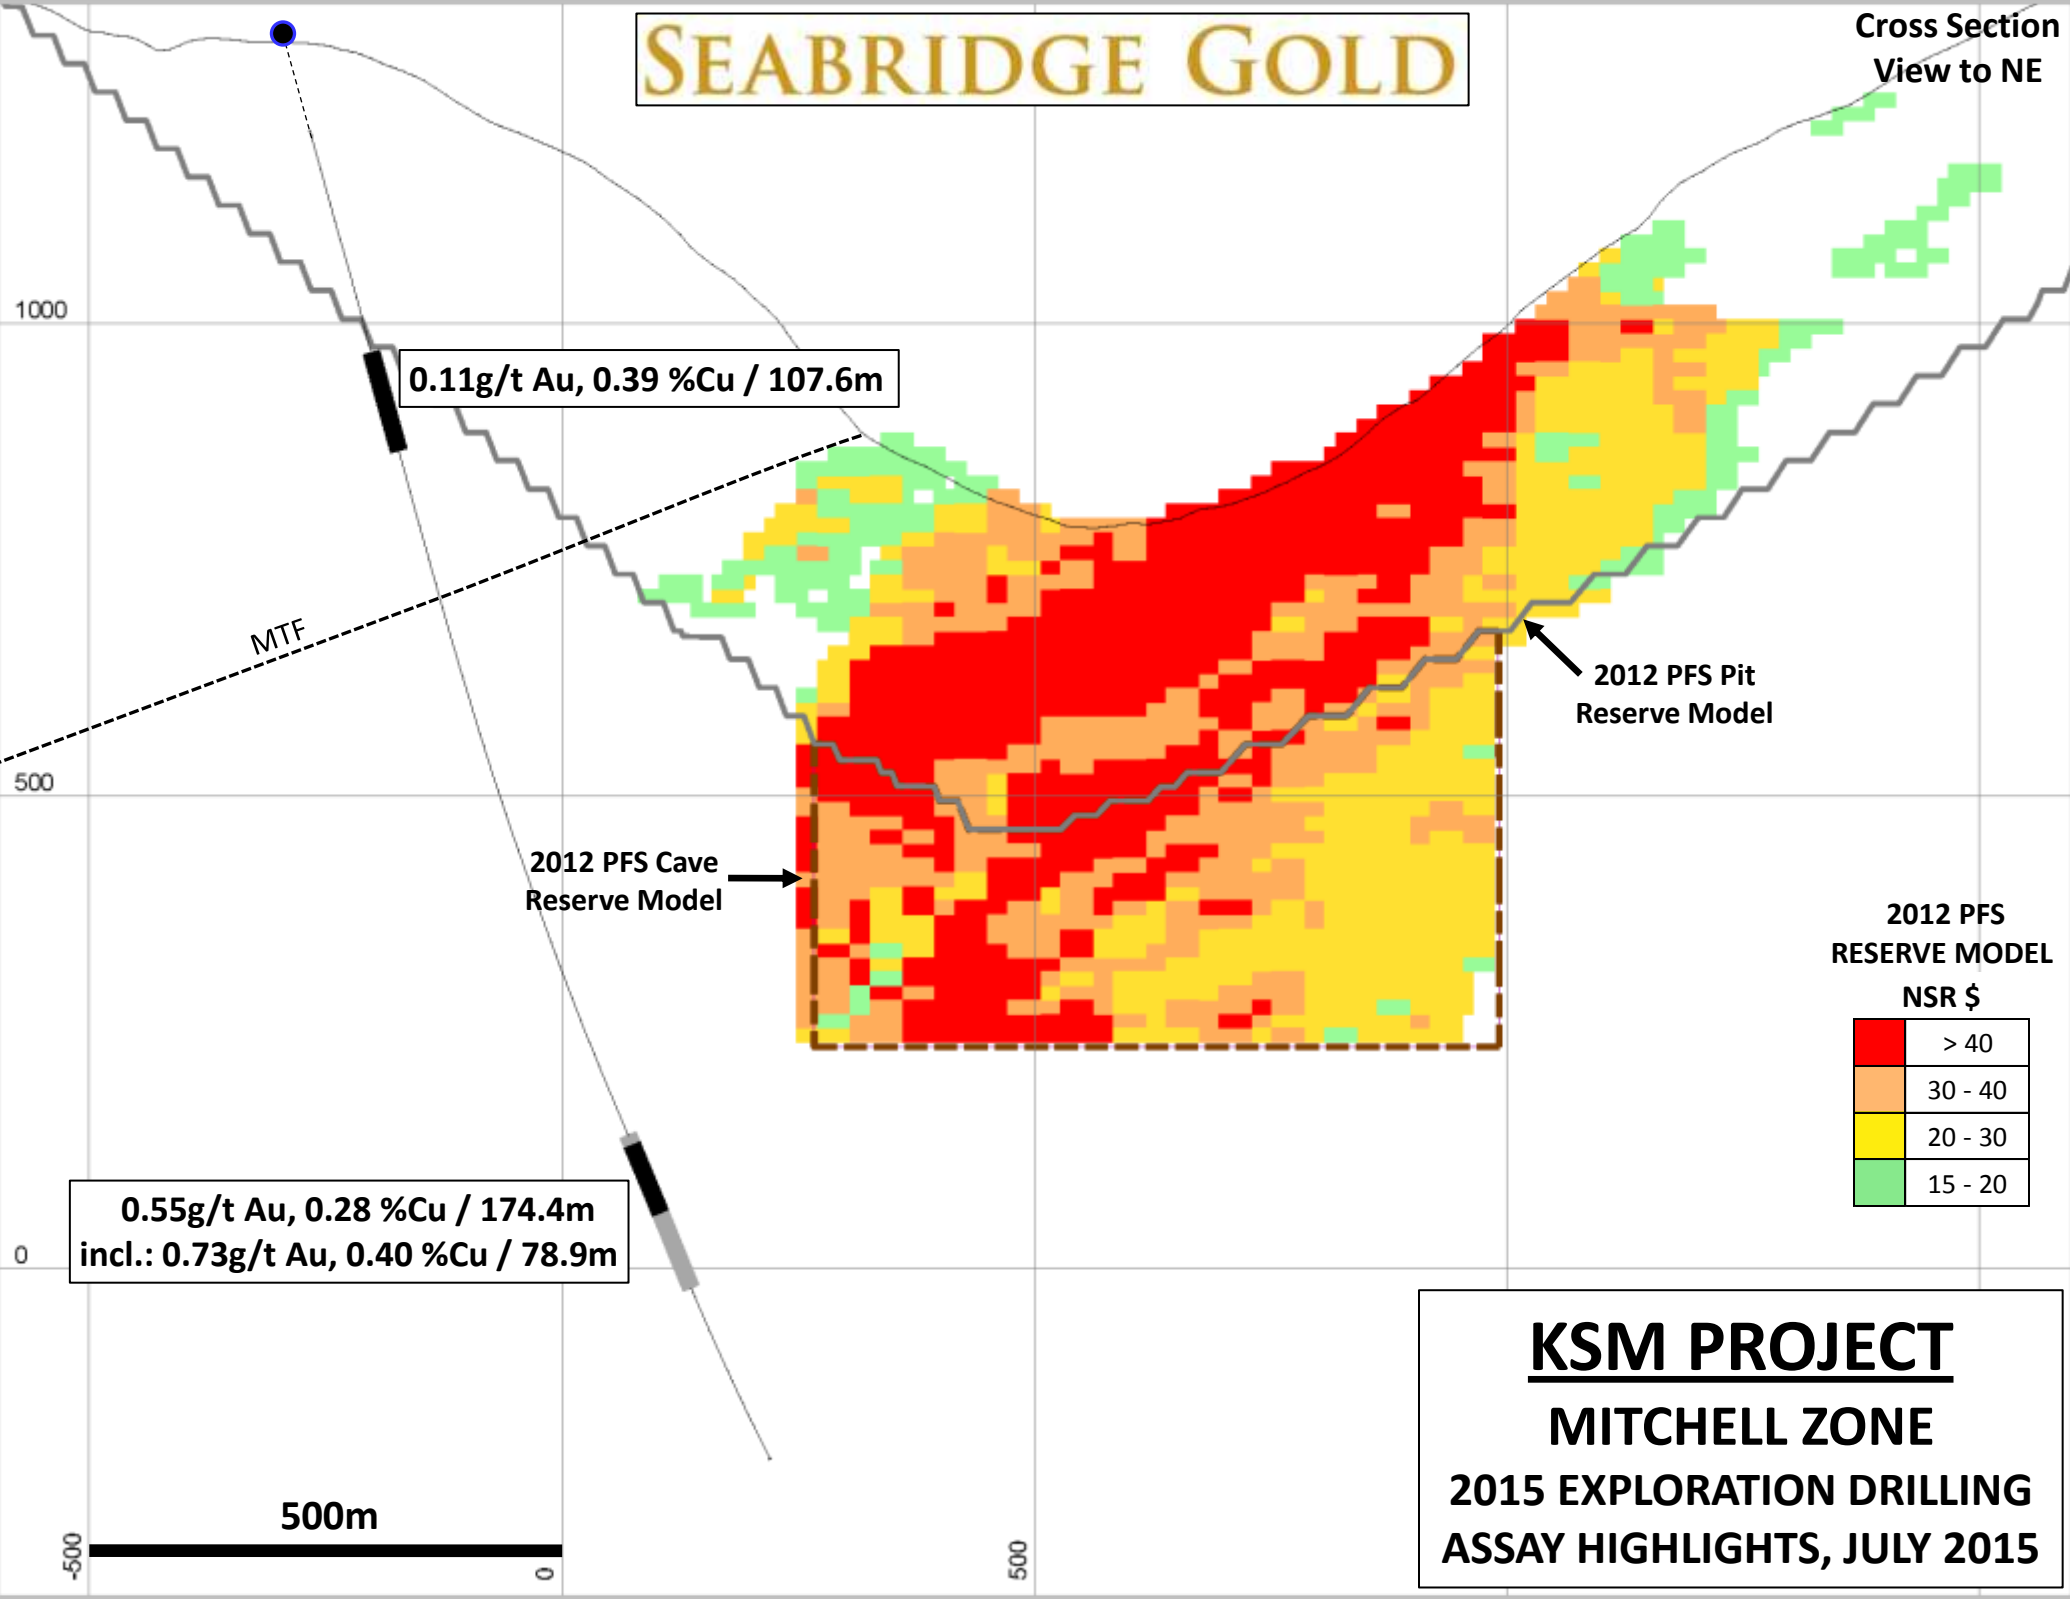 SEABRIDGE GOLD
Cross Section
View to NE
1000
0.11g/t Au, 0.39 %Cu / 107.6m
MTF
2012 PFS Pit
Reserve Model
500
2012 PFS Cave
Reserve Model
2012 PFS
RESERVE MODEL
NSR $
> 40
30 - 40
20 - 30
15 - 20
0.55g/t Au, 0.28 %Cu / 174.4m
incl.: 0.73g/t Au, 0.40 %Cu / 78.9m
0
KSM PROJECT
MITCHELL ZONE
2015 EXPLORATION DRILLING
ASSAY HIGHLIGHTS, JULY 2015
500m
-500
0
500